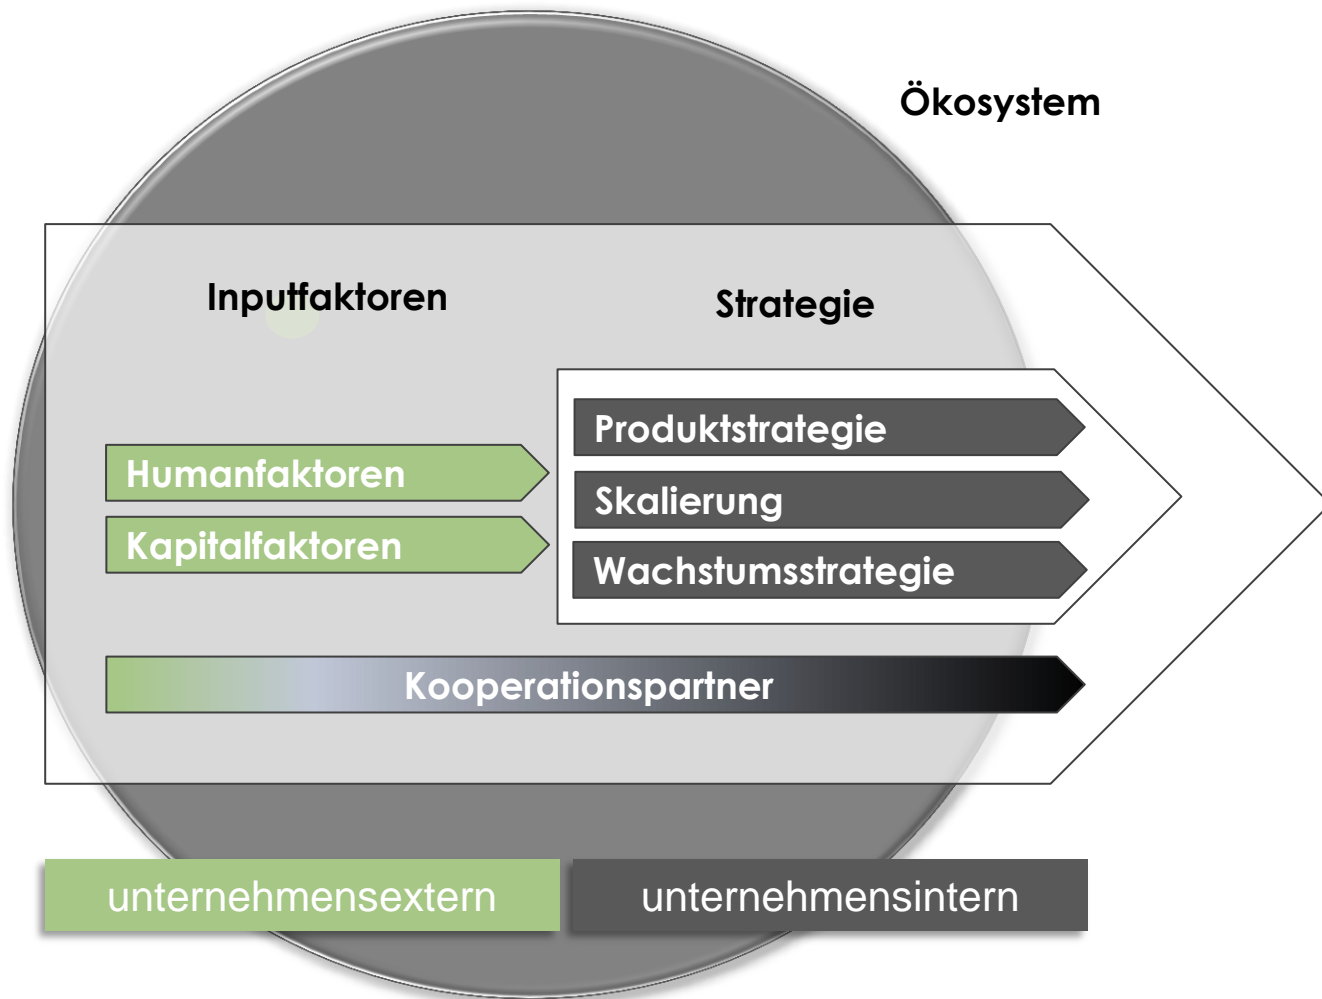 Ökosystem
Inputfaktoren
Strategie
Humanfaktoren
Kapitalfaktoren
Produktstrategie
Skalierung
Wachstumsstrategie
Kooperationspartner
unternehmensextern
unternehmensintern